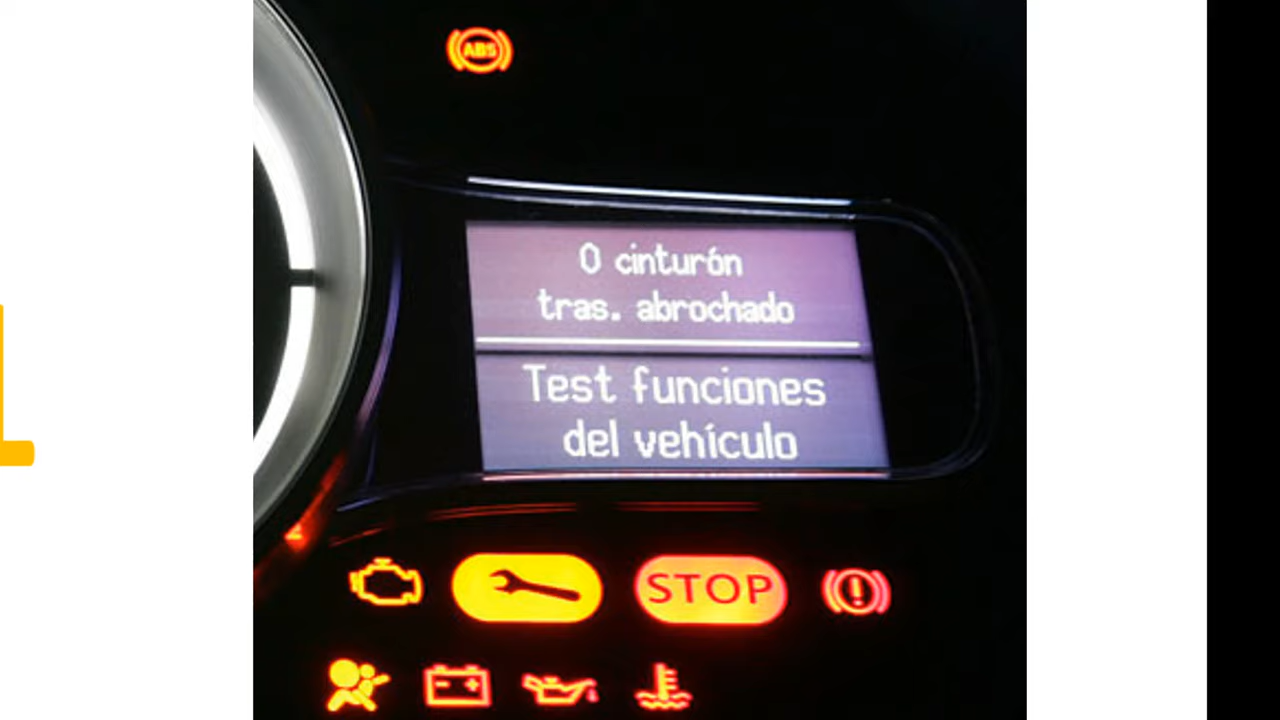 ABS
0 cinturón
tras. abrochado
Test funciones
del vehículo
STOP